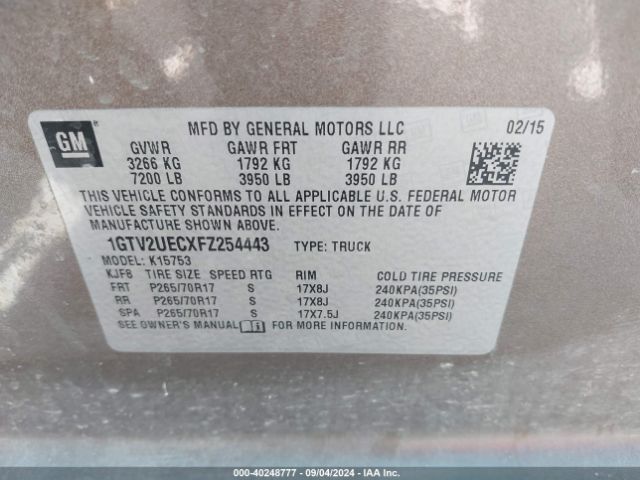 GM
MFD BY GENERAL MOTORS LLC 02/15
GVWR GAWR FRT GAWR RR
3266 KG 1792 KG 1792 KG
7200 LB 3950 LB 3950 LB
THIS VEHICLE CONFORMS TO ALL APPLICABLE U.S. FEDERAL MOTOR
VEHICLE SAFETY STANDARDS IN EFFECT ON THE DATE OF
MANUFACTURE SHOWN ABOVE.
1GTV2UECXFZ254443 TYPE: TRUCK
MODEL: K15753
KJF8 TIRE SIZE SPEED RTG RIM COLD TIRE PRESSURE
FRT P265/70R17 S 17X8J 240KPA(35PSI)
RR P265/70R17 S 17X8J 240KPA(35PSI)
SPA P265/70R17 S 17X7.5J 240KPA(35PSI)
SEE OWNER'S MANUAL FOR MORE INFORMATION.
000-40248777 - 09/04/2024 - IAA Inc.